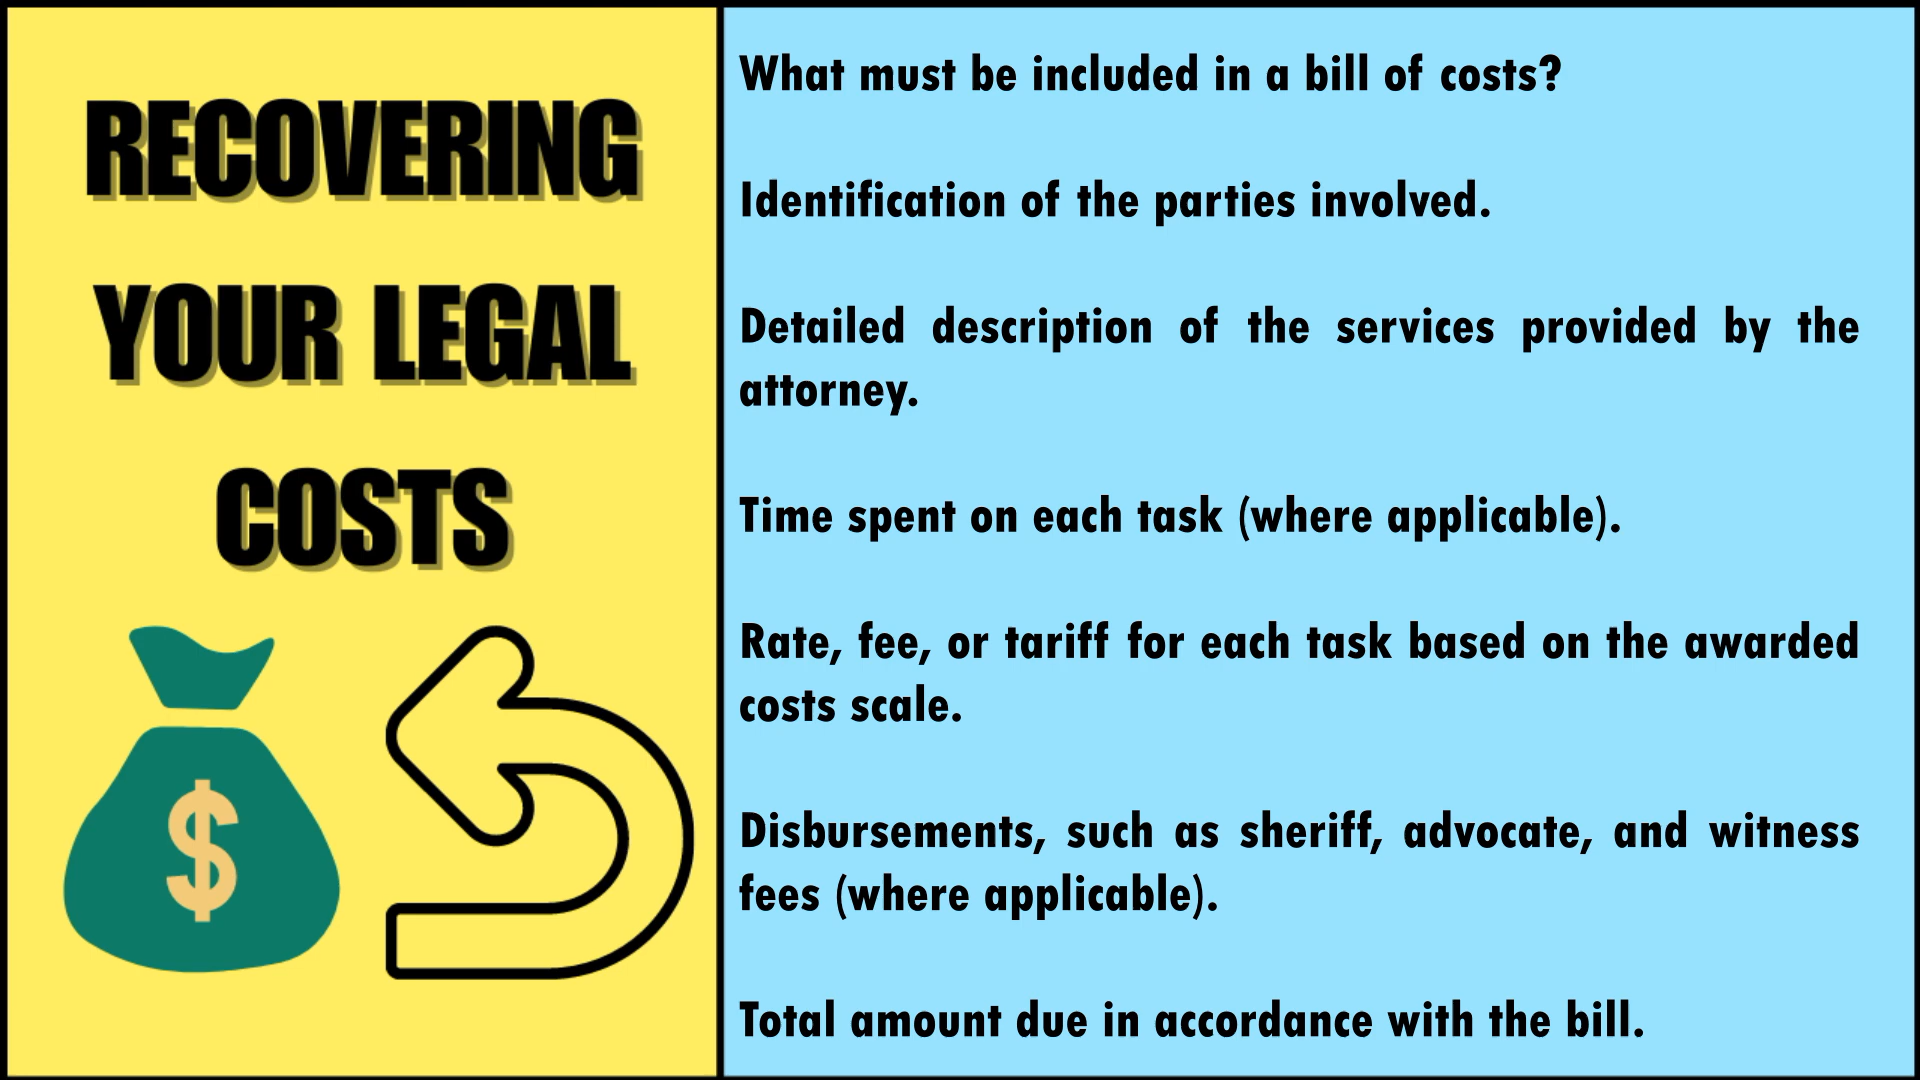 RECOVERING
YOUR LEGAL
COSTS
$
What must be included in a bill of costs?
Identification of the parties involved.
Detailed description of the services provided by the
attorney.
Time spent on each task (where applicable).
Rate, fee, or tariff for each task based on the awarded
costs scale.
Disbursements, such as sheriff, advocate, and witness
fees (where applicable).
Total amount due in accordance with the bill.